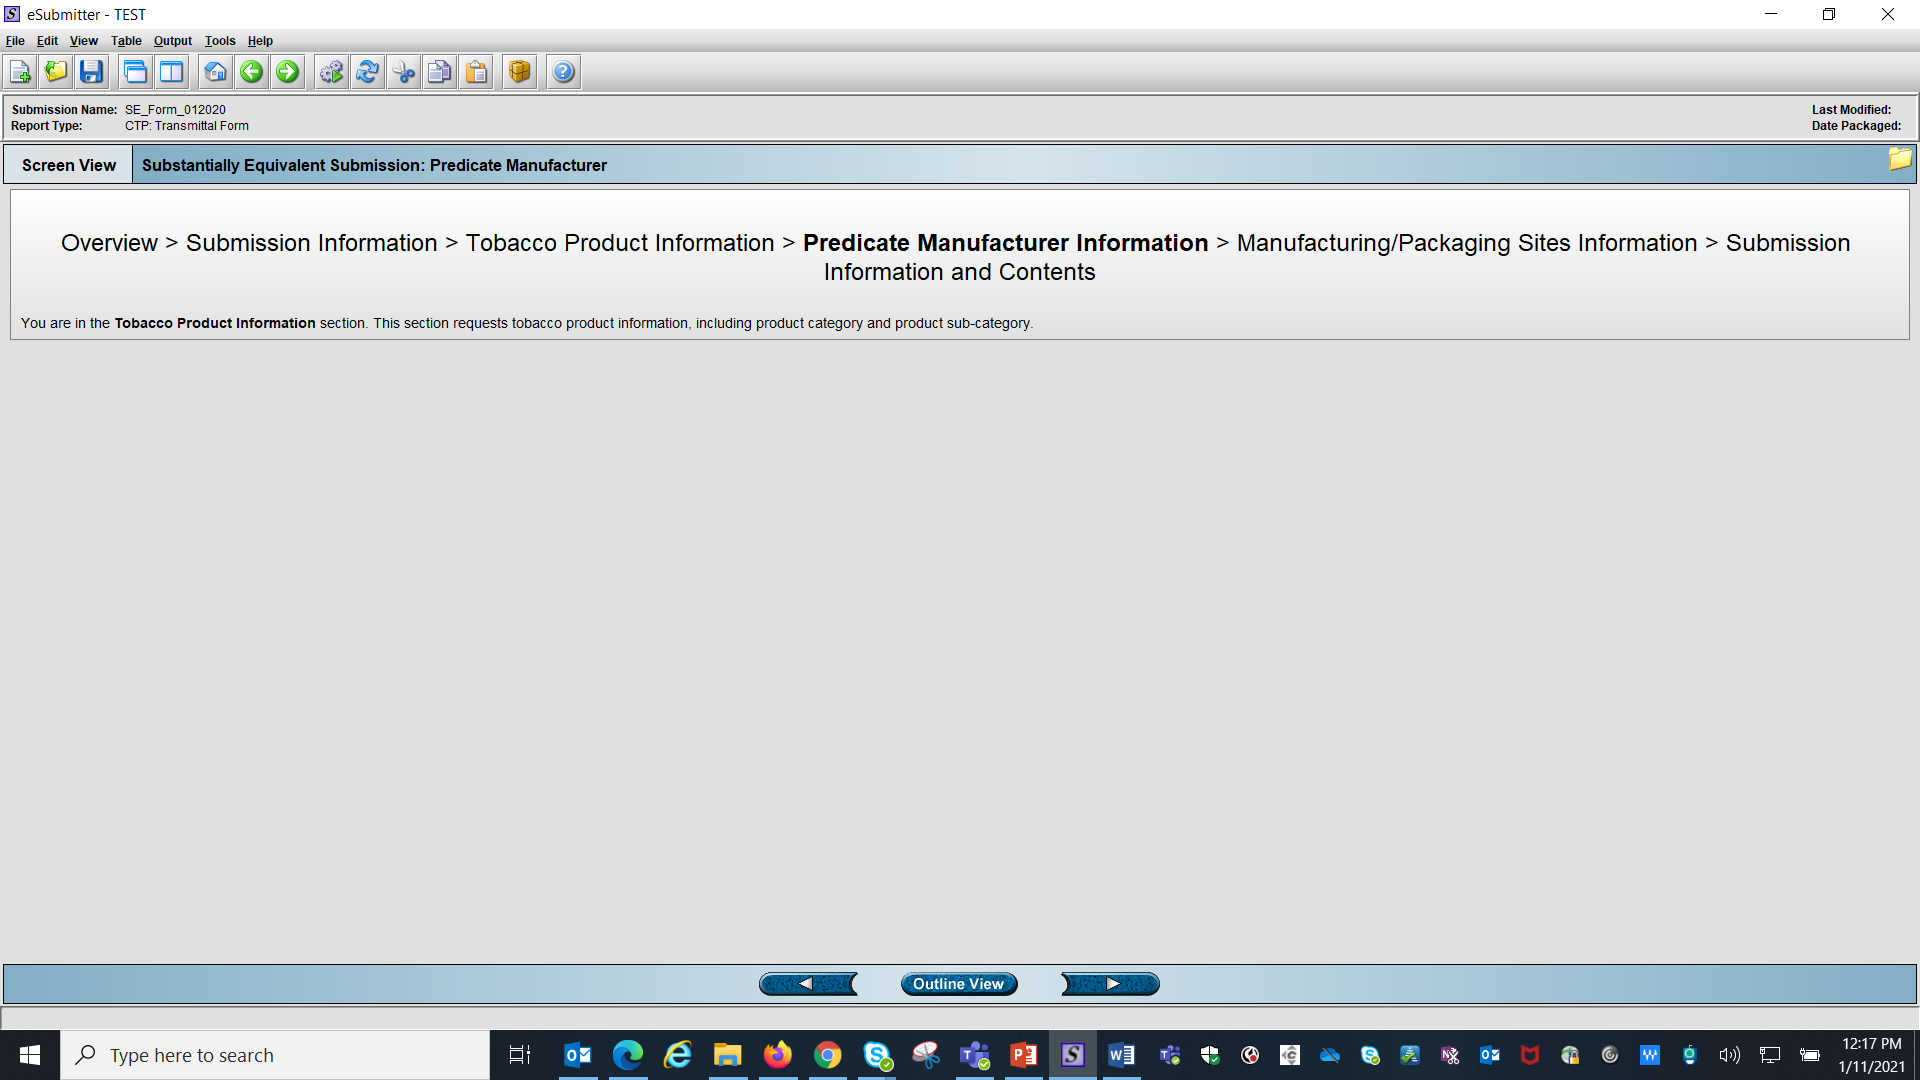 eSubmitter - TEST
File Edit View Table Output Tools Help
Submission Name: SE_Form_012020
Last Modified:
Report Type: CTP: Transmittal Form
Date Packaged:
Screen View
Substantially Equivalent Submission: Predicate Manufacturer
Overview > Submission Information > Tobacco Product Information > Predicate Manufacturer Information > Manufacturing/Packaging Sites Information > Submission
Information and Contents
You are in the Tobacco Product Information section. This section requests tobacco product information, including product category and product sub-category.
Outline View
Type here to search
12:17 PM
1/11/2021